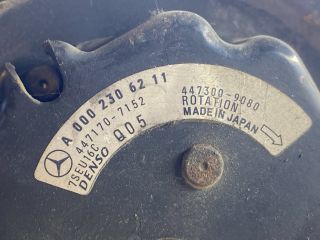 A 000 230 62 11
447170-7152
7SEU16C
DENSO
Q05
447300-9080
ROTATION
MADE IN JAPAN